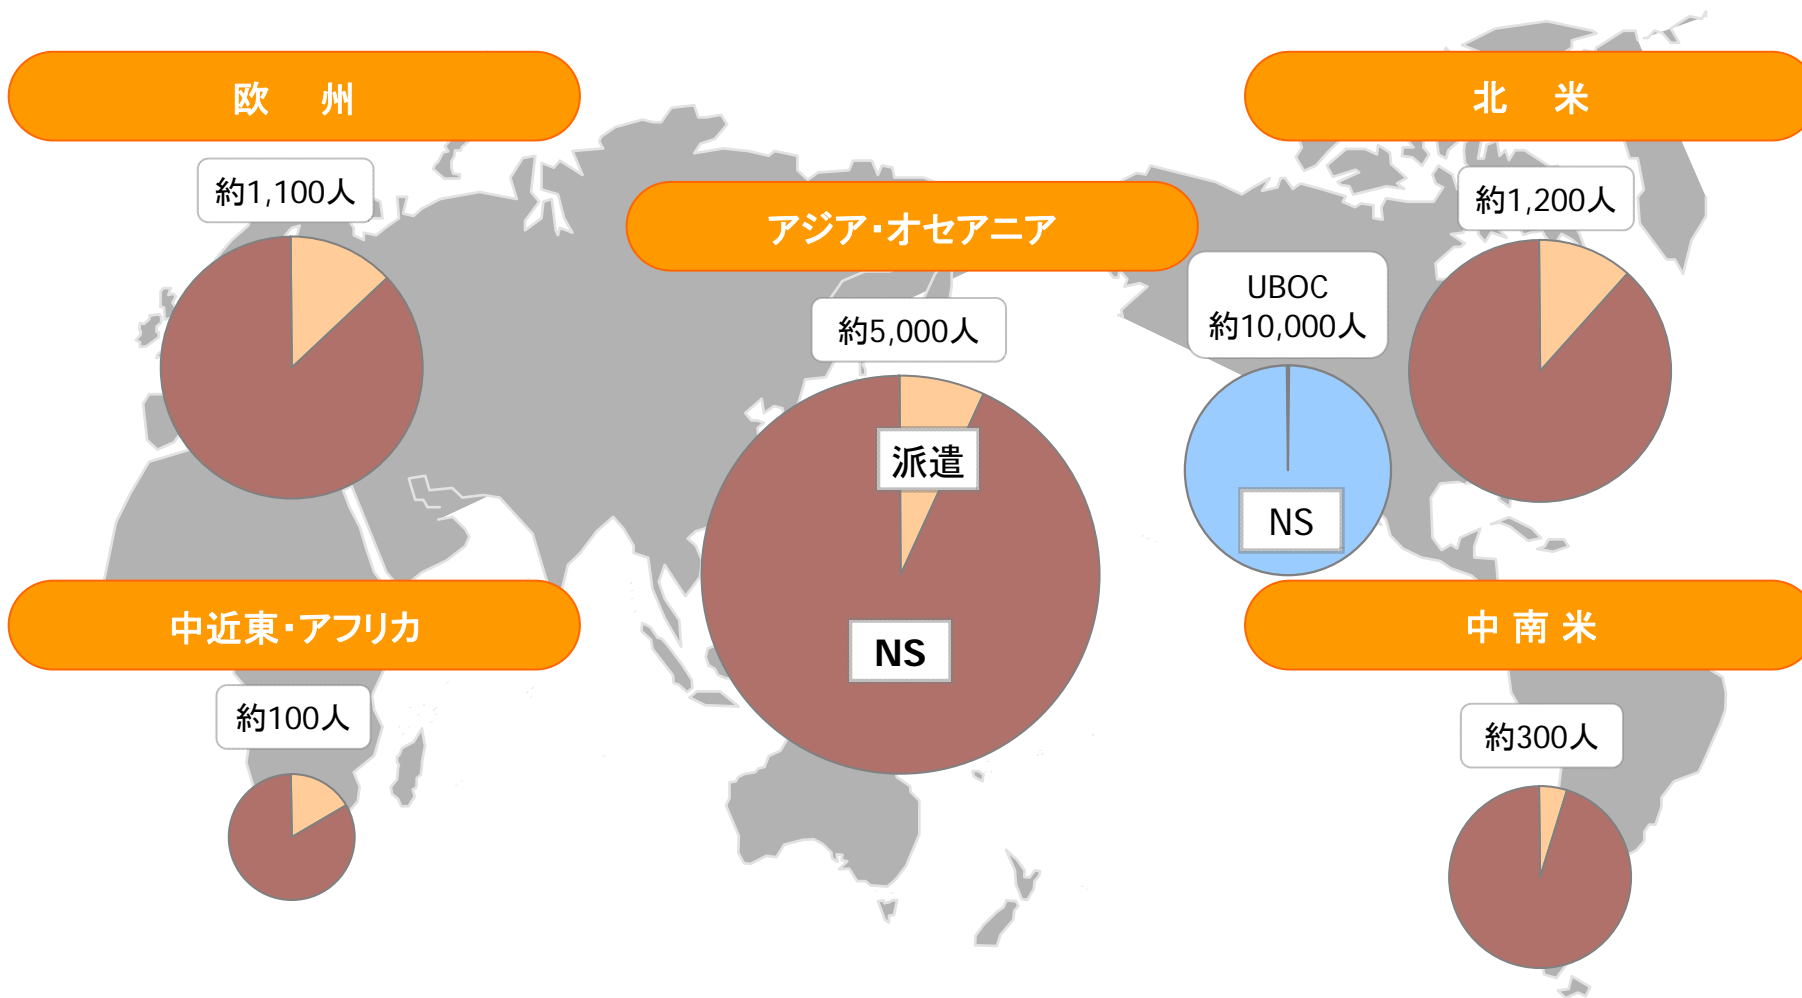 欧 州
約1,100人
アジア・オセアニア
約5,000人
派遣
NS
北 米
約1,200人
UBOC
約10,000人
NS
中近東・アフリカ
約100人
中 南 米
約300人